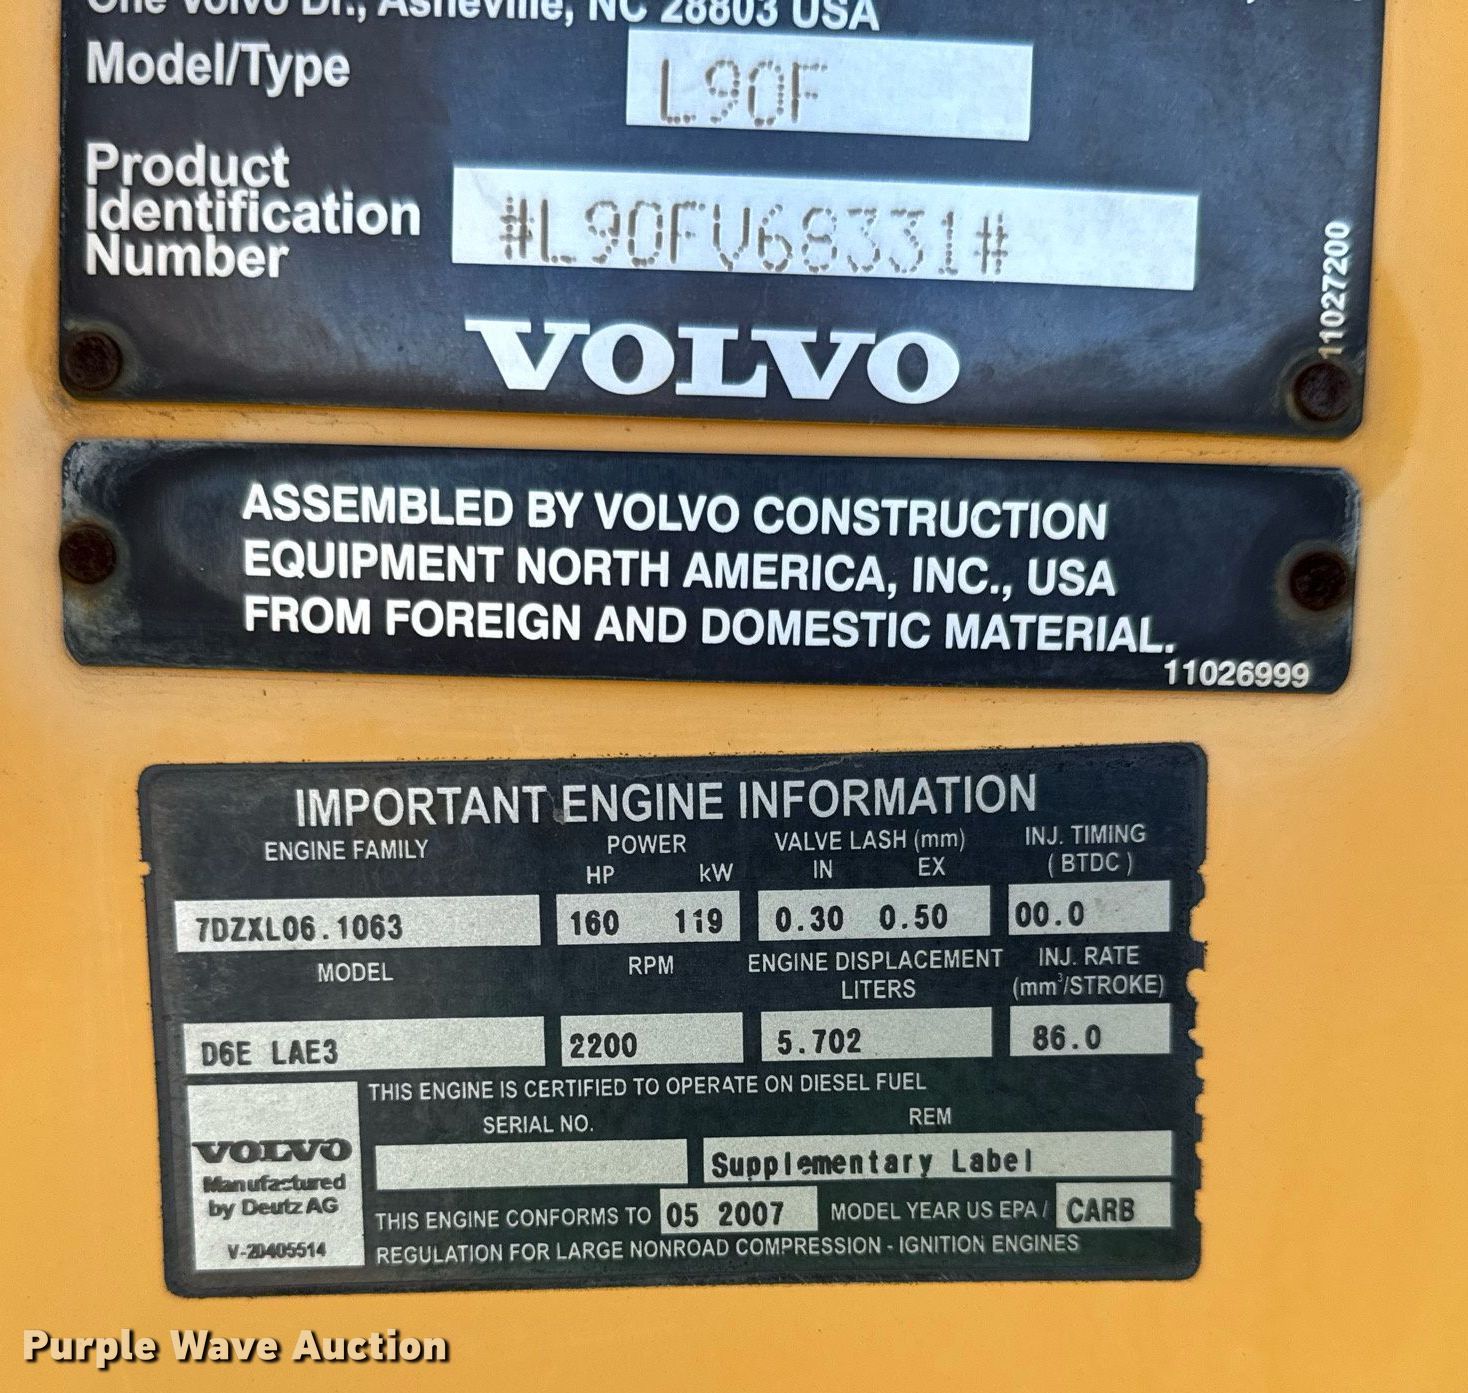 One Volvo Dr., Asheville, NC 28803 USA
Model/Type L90F
Product Identification Number #L90FV68331#
11027200
VOLVO
ASSEMBLED BY VOLVO CONSTRUCTION
EQUIPMENT NORTH AMERICA, INC., USA
FROM FOREIGN AND DOMESTIC MATERIAL.
11026999
IMPORTANT ENGINE INFORMATION
ENGINE FAMILY POWER VALVE LASH (mm) INJ. TIMING
HP kW IN EX (BTDC)
7DZXL06.1063 160 119 0.30 0.50 00.0
MODEL RPM ENGINE DISPLACEMENT INJ. RATE
LITERS (mm³/STROKE)
D6E LAE3 2200 5.702 86.0
THIS ENGINE IS CERTIFIED TO OPERATE ON DIESEL FUEL
SERIAL NO. REM
Supplementary Label
VOLVO
Manufactured
by Deutz AG
V-20405514
THIS ENGINE CONFORMS TO 05 2007 MODEL YEAR US EPA / CARB
REGULATION FOR LARGE NONROAD COMPRESSION - IGNITION ENGINES
Purple Wave Auction